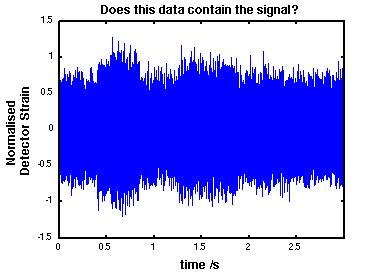 Does this data contain the signal?
1.5
1
0.5
0
-0.5
-1
-1.5
Normalised
Detector Strain
0 0.5 1 1.5 2 2.5
time /s